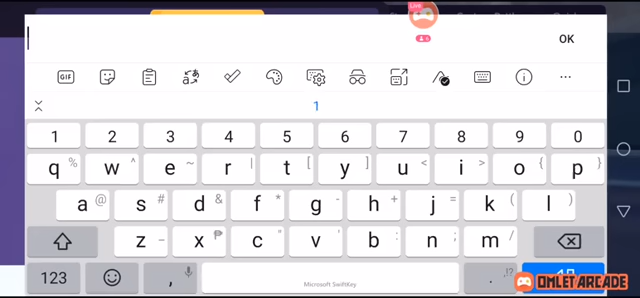 Live
4
OK
GIF
1
1 2 3 4 5 6 7 8 9 0
q % w ^ e ~ r | t [ y ] u < i > o { p }
a @ s # d & f * g - h + j = k ( l )
z _ x ₱ c " v ' b : n ; m /
123 , . ,!?
Microsoft SwiftKey
OMLET ARCADE